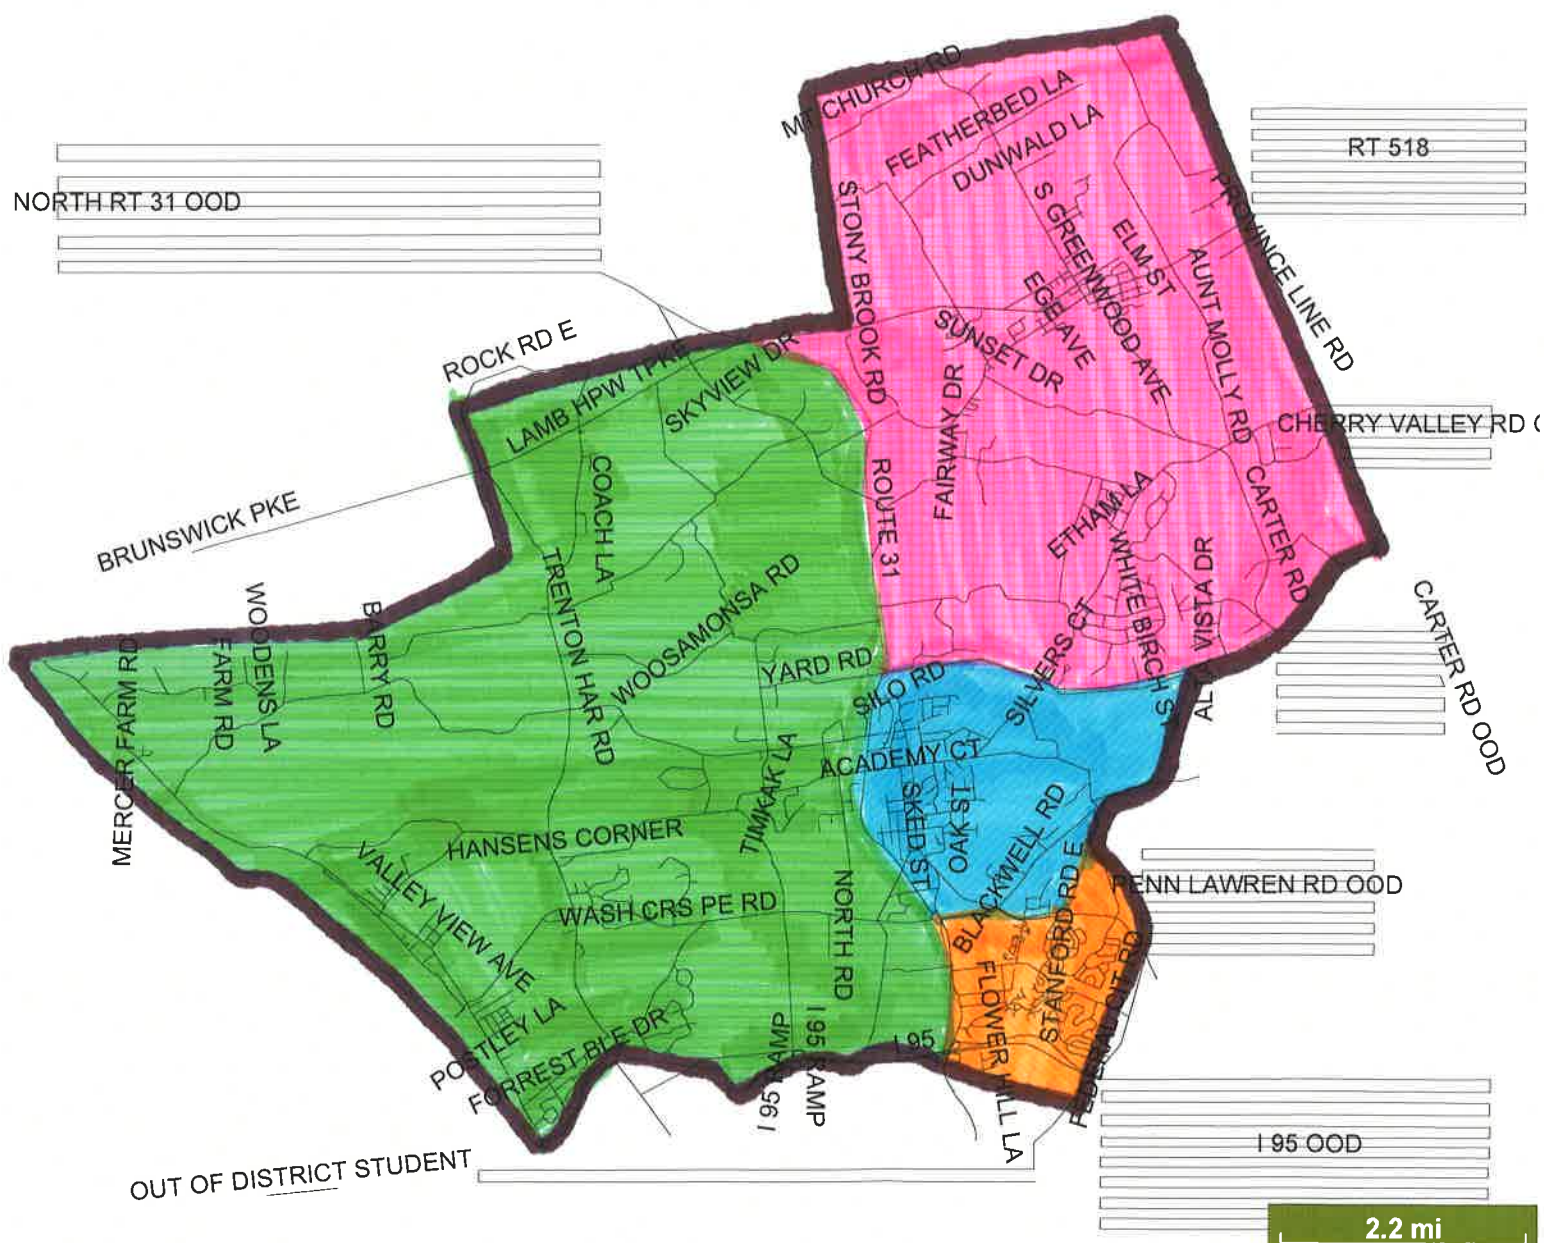 MT CHURCH RD
FEATHERBED LA
DUNWALD LA
RT 518
NORTH RT 31 OOD
STONY BROOK RD
S GREENWOOD AVE
ELM ST
PROVINCE LINE RD
AUNT MOLLY RD
EGE AVE
SUNSET DR
ROCK RD E
LAMB HPW TPKE
SKYVIEW DR
FAIRWAY DR
CHERRY VALLEY RD
BRUNSWICK PKE
COACH LA
ROUTE 31
ETHAM LA
CARTER RD
WHITE BIRCH
VISTA DR
TRENTON HAR RD
WOOSAMONSA RD
WOODENS LA
BARRY RD
FARM RD
MERCER FARM RD
YARD RD
SILO RD
SILVERS CT
CARTER RD OOD
ACADEMY CT
TIMKAK LA
SKED ST
OAK ST
BLACKWELL RD
HANSENS CORNER
VALLEY VIEW AVE
WASH CRS PE RD
NORTH RD
STANFORD RD E
PENN LAWREN RD OOD
FLOWER HILL LA
FEDERAL CIT RD
POSTLEY LA
FORREST BLE DR
I 95 RAMP
I 95 RAMP
I 95
I 95 OOD
OUT OF DISTRICT STUDENT
2.2 mi